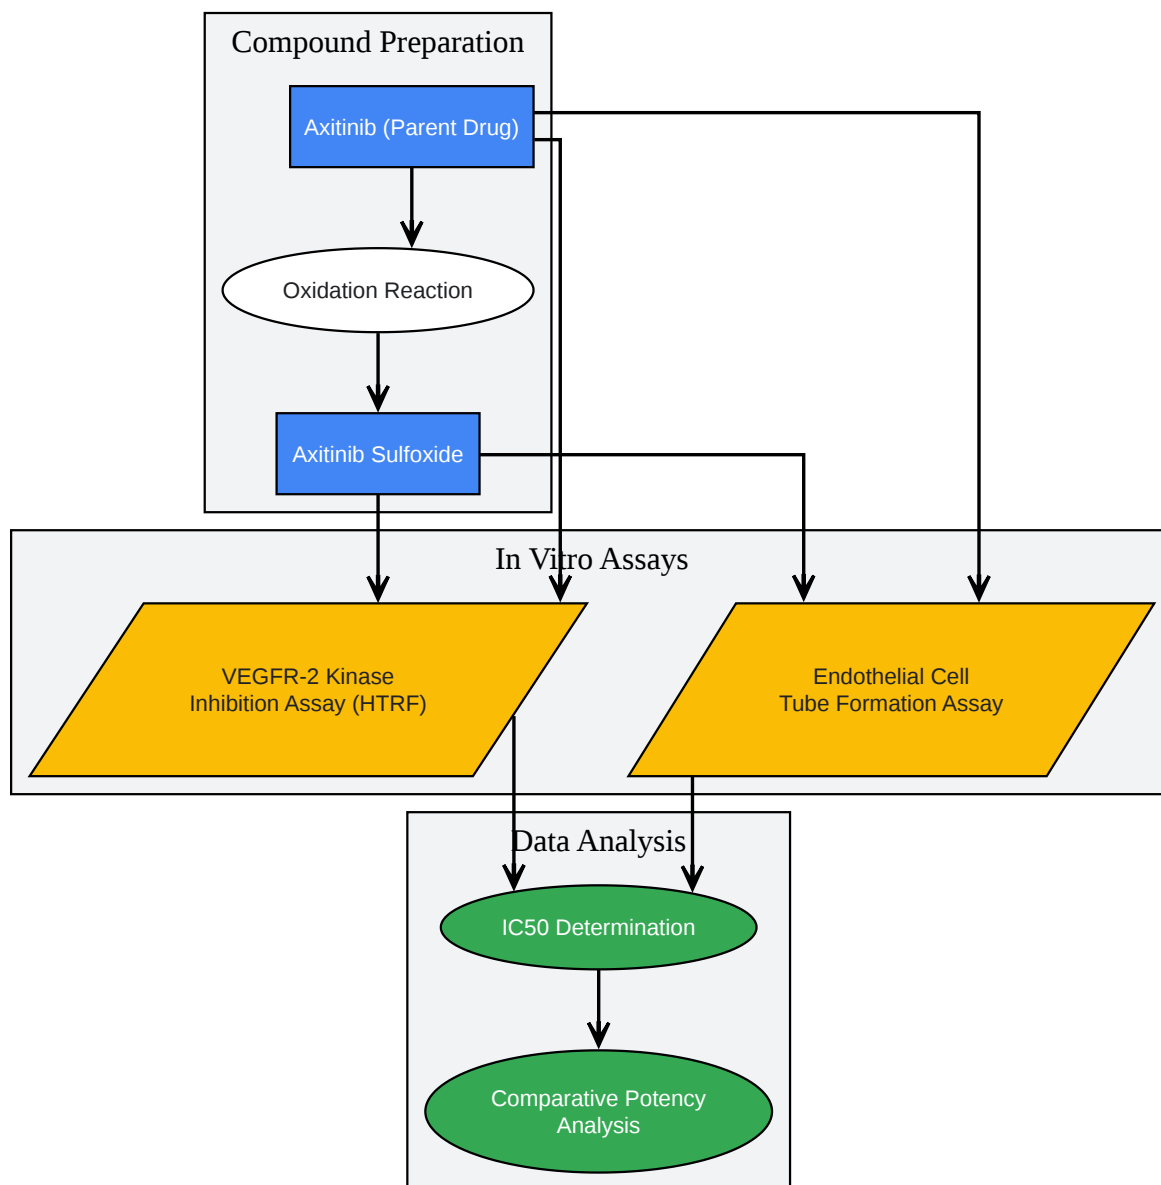 Compound Preparation
Axitinib (Parent Drug)
Oxidation Reaction
Axitinib Sulfoxide
In Vitro Assays
VEGFR-2 Kinase
Inhibition Assay (HTRF)
Endothelial Cell
Tube Formation Assay
Data Analysis
IC50 Determination
Comparative Potency
Analysis